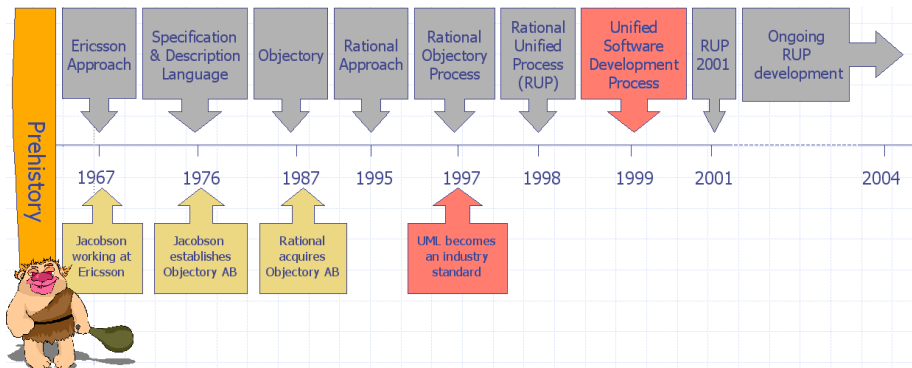 Prehistory
Ericsson
Approach
Specification
& Description
Language
Objectory
Rational
Approach
Rational
Objectory
Process
Rational
Unified
Process
(RUP)
Unified
Software
Development
Process
RUP
2001
Ongoing
RUP
development
1967
1976
1987
1995
1997
1998
1999
2001
2004
Jacobson
working at
Ericsson
Jacobson
establishes
Objectory AB
Rational
acquires
Objectory AB
UML becomes
an industry
standard